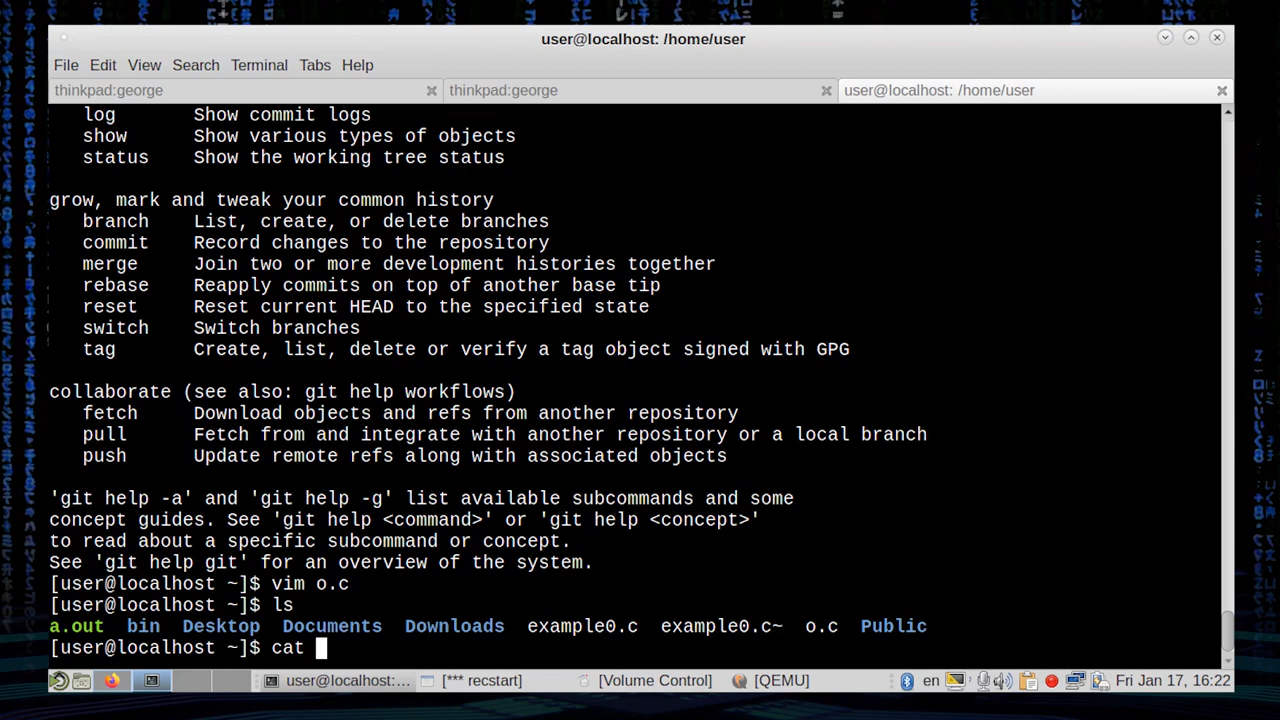 user@localhost: /home/user
File Edit View Search Terminal Tabs Help
thinkpad:george thinkpad:george user@localhost: /home/user
log Show commit logs
show Show various types of objects
status Show the working tree status
grow, mark and tweak your common history
branch List, create, or delete branches
commit Record changes to the repository
merge Join two or more development histories together
rebase Reapply commits on top of another base tip
reset Reset current HEAD to the specified state
switch Switch branches
tag Create, list, delete or verify a tag object signed with GPG
collaborate (see also: git help workflows)
fetch Download objects and refs from another repository
pull Fetch from and integrate with another repository or a local branch
push Update remote refs along with associated objects
'git help -a' and 'git help -g' list available subcommands and some
concept guides. See 'git help <command>' or 'git help <concept>'
to read about a specific subcommand or concept.
See 'git help git' for an overview of the system.
[user@localhost ~]$ vim o.c
[user@localhost ~]$ ls
a.out bin Desktop Documents Downloads example0.c example0.c~ o.c Public
[user@localhost ~]$ cat
user@localhost:... [*** recstart] [Volume Control] [QEMU] en Fri Jan 17, 16:22